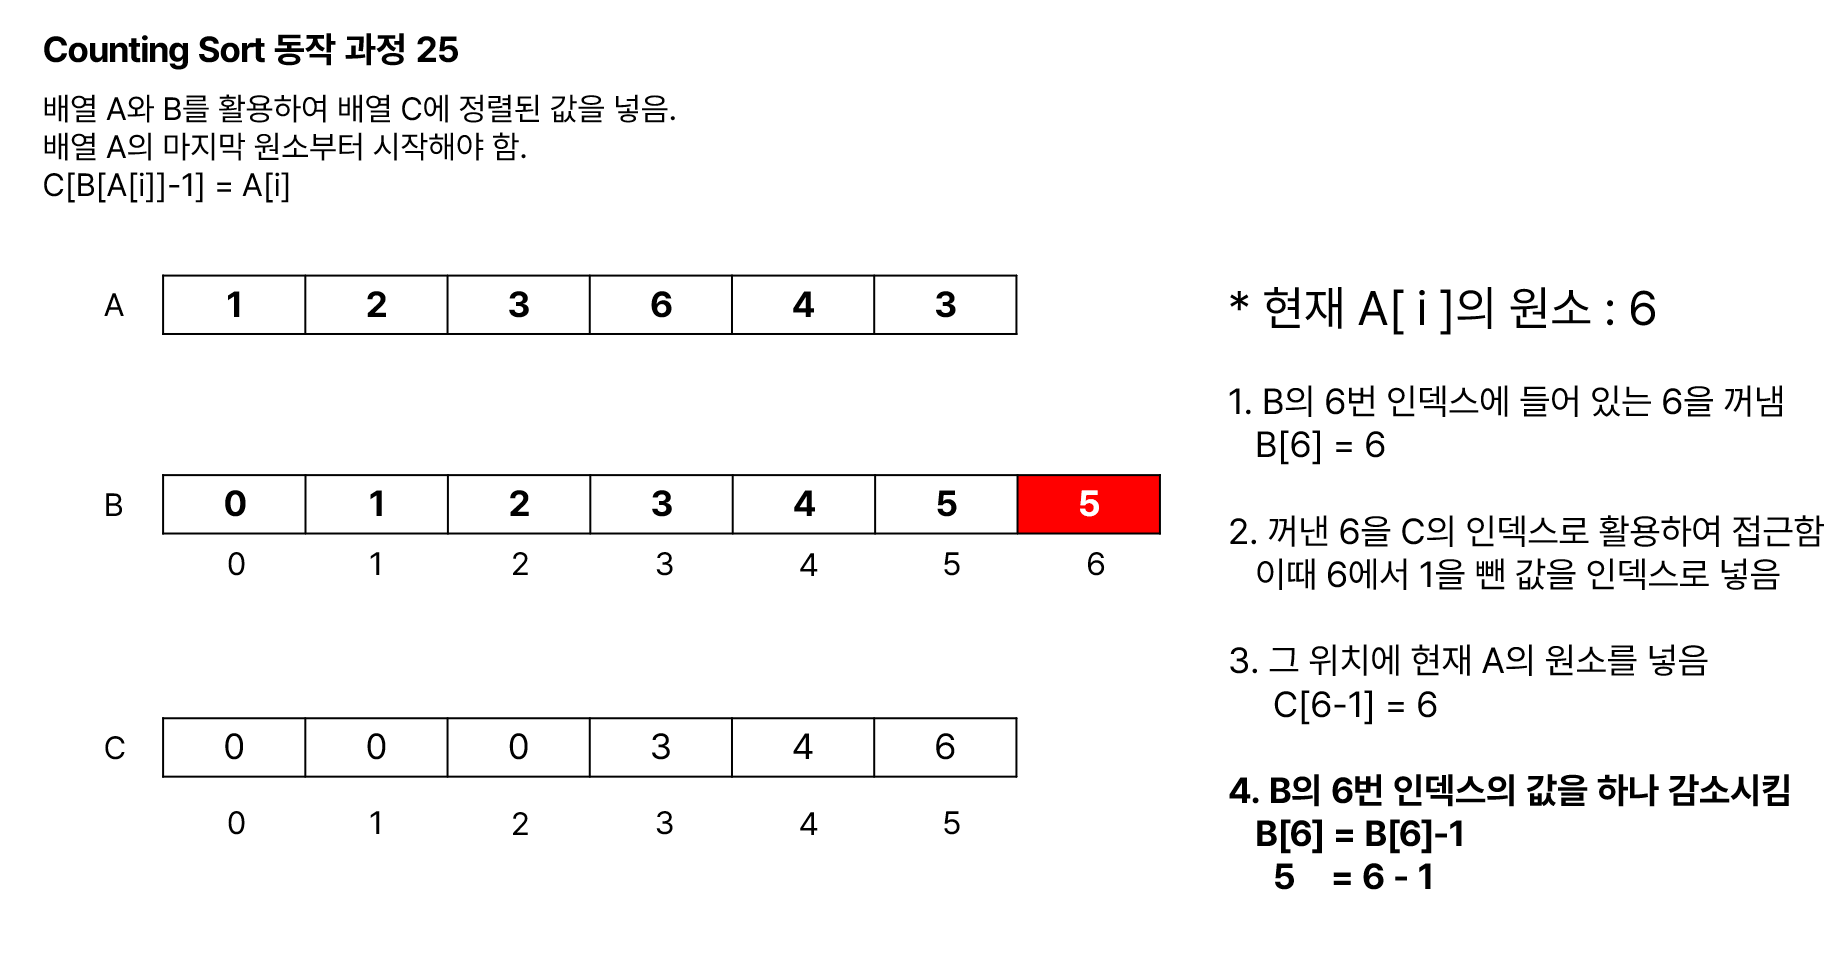 Counting Sort 동작 과정 25
배열 A와 B를 활용하여 배열 C에 정렬된 값을 넣음.
배열 A의 마지막 원소부터 시작해야 함.
C[B[A[i]]-1] = A[i]
A 1 2 3 6 4 3
B 0 1 2 3 4 5 5
0 1 2 3 4 5 6
C 0 0 0 3 4 6
0 1 2 3 4 5
* 현재 A[ i ]의 원소 : 6
1. B의 6번 인덱스에 들어 있는 6을 꺼냄
B[6] = 6
2. 꺼낸 6을 C의 인덱스로 활용하여 접근함
이때 6에서 1을 뺀 값을 인덱스로 넣음
3. 그 위치에 현재 A의 원소를 넣음
C[6-1] = 6
4. B의 6번 인덱스의 값을 하나 감소시킴
B[6] = B[6]-1
5 = 6 - 1